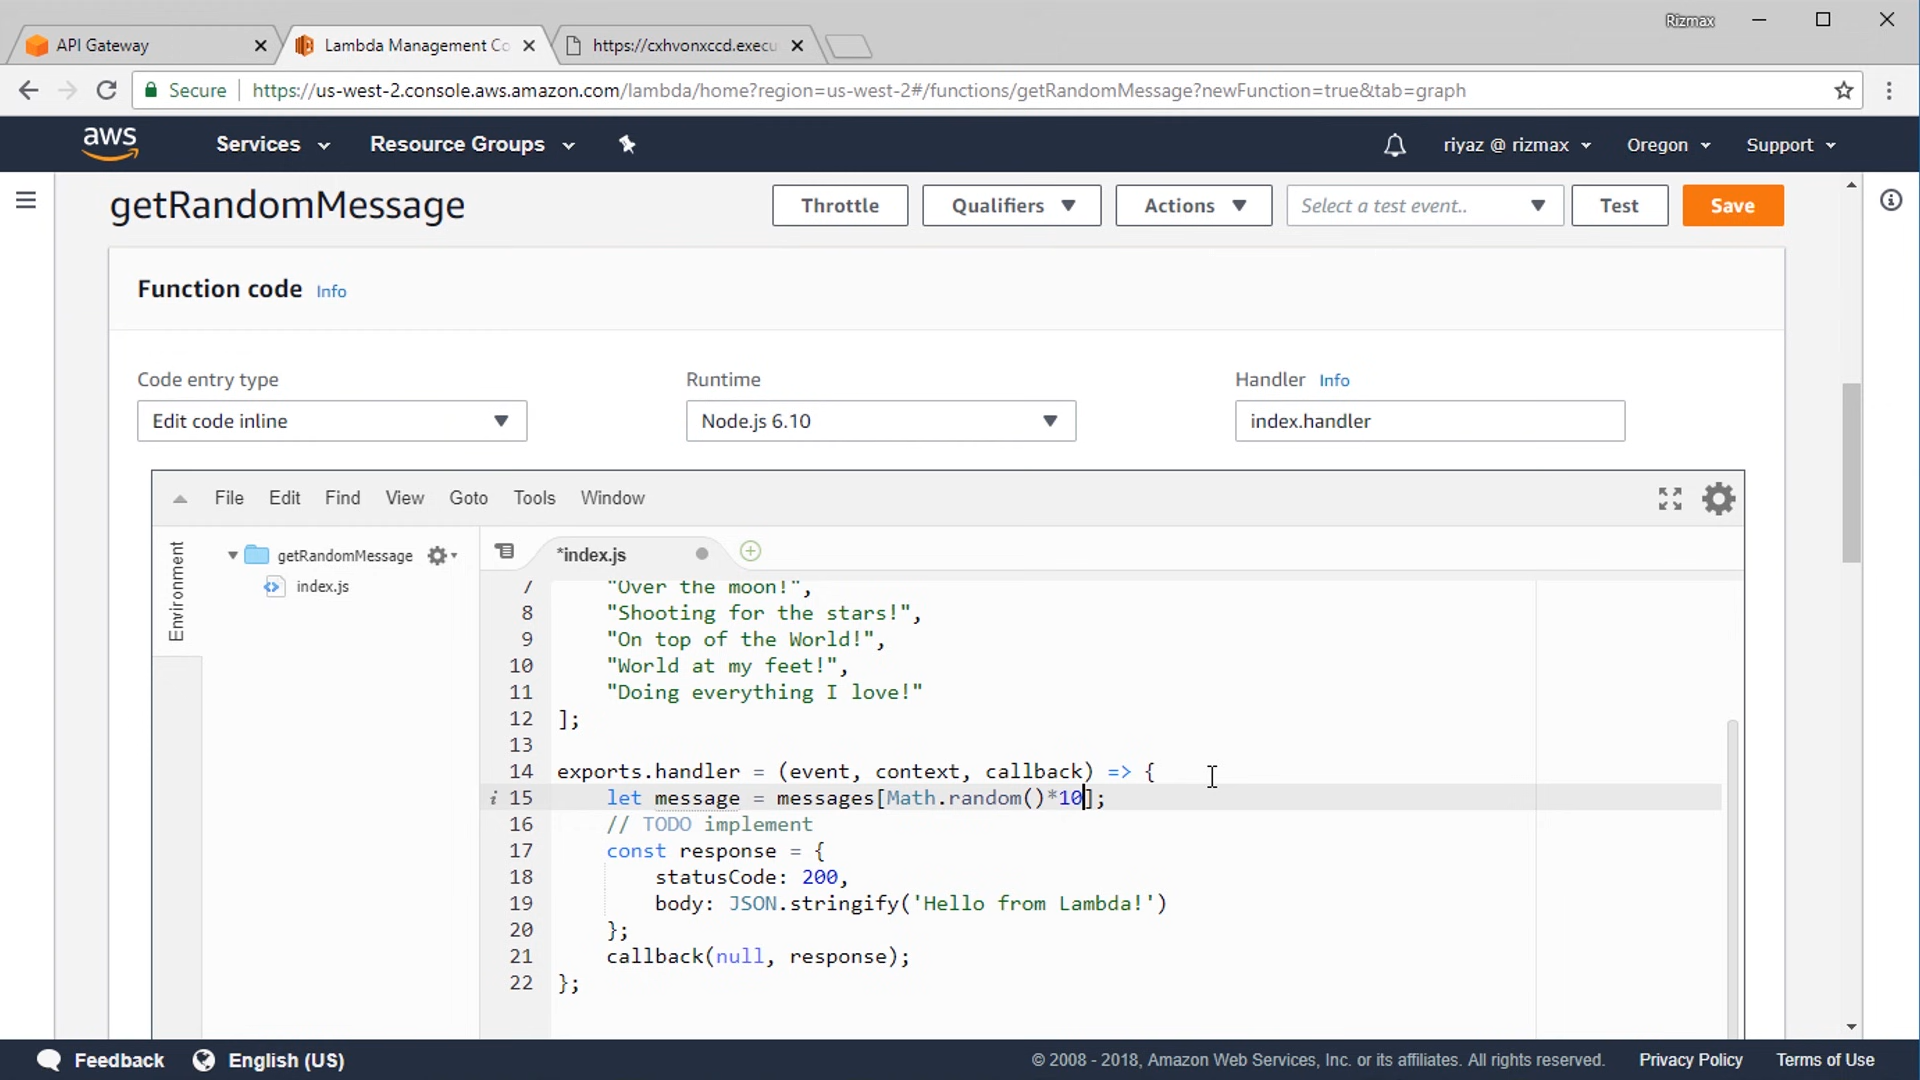 Rizmax
API Gateway
Lambda Management Co
https://cxhvonxccd.execu
Secure
https://us-west-2.console.aws.amazon.com/lambda/home?region=us-west-2#/functions/getRandomMessage?newFunction=true&tab=graph
aws
Services
Resource Groups
riyaz @ rizmax
Oregon
Support
getRandomMessage
Throttle
Qualifiers
Actions
Select a test event..
Test
Save
Function code Info
Code entry type
Runtime
Handler Info
Edit code inline
Node.js 6.10
index.handler
File Edit Find View Goto Tools Window
Environment
getRandomMessage
index.js
*index.js
7 "Over the moon!",
8 "Shooting for the stars!",
9 "On top of the World!",
10 "World at my feet!",
11 "Doing everything I love!"
12 ];
13
14 exports.handler = (event, context, callback) => {
i 15 let message = messages[Math.random()*10];
16 // TODO implement
17 const response = {
18 statusCode: 200,
19 body: JSON.stringify('Hello from Lambda!')
20 };
21 callback(null, response);
22 };
Feedback
English (US)
© 2008 - 2018, Amazon Web Services, Inc. or its affiliates. All rights reserved.
Privacy Policy
Terms of Use